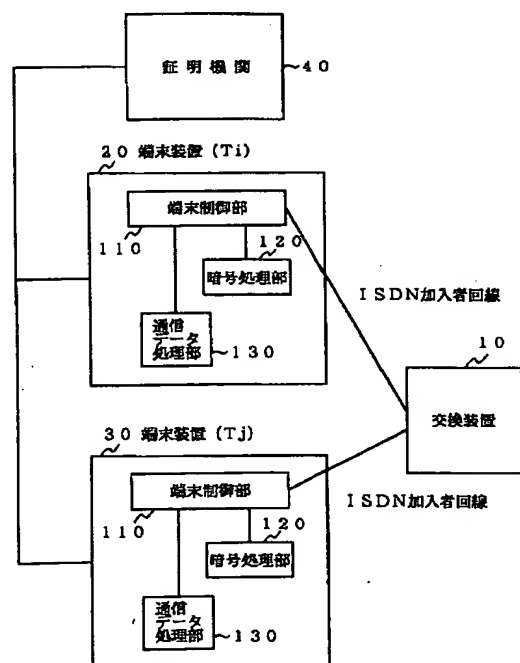 証明機関
~40
20 端末装置(Ti)
端末制御部
110
120
暗号処理部
通信
データ
処理部
~130
ISDN加入者回線
10
交換装置
30 端末装置(Tj)
端末制御部
ISDN加入者回線
110
120
暗号処理部
通信
データ
処理部
~130